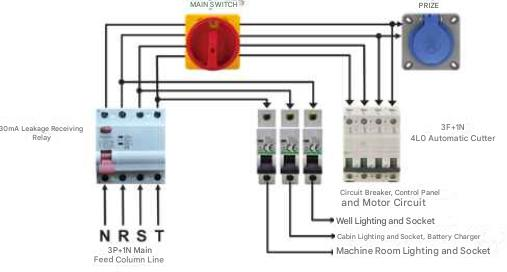 MAIN SWITCH
PRIZE
30mA Leakage Receiving
Relay
3F+1N
4L0 Automatic Cutter
Circuit Breaker, Control Panel
and Motor Circuit
Well Lighting and Socket
Cabin Lighting and Socket, Battery Charger
Machine Room Lighting and Socket
N R S T
3P+1N Main
Feed Column Line